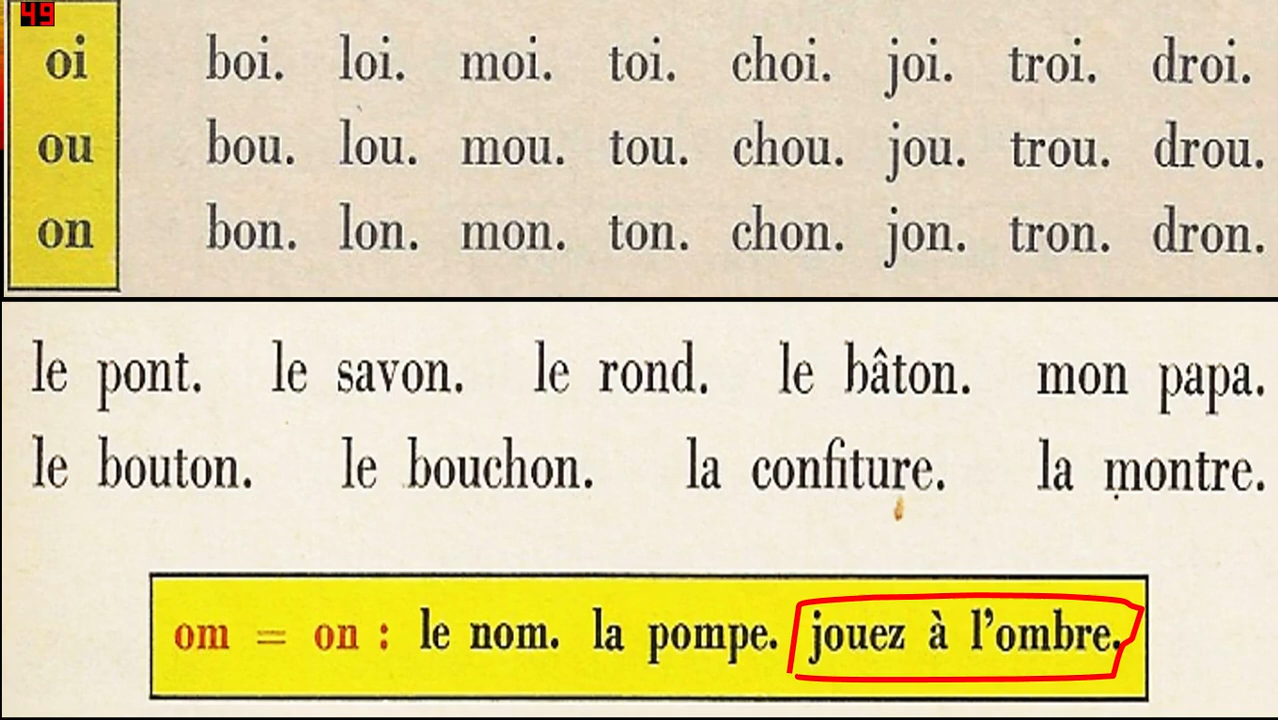 49
oi boi. loi. moi. toi. choi. joi. troi. droi.
ou bou. lou. mou. tou. chou. jou. trou. drou.
on bon. lon. mon. ton. chon. jon. tron. dron.
le pont. le savon. le rond. le bâton. mon papa.
le bouton. le bouchon. la confiture. la montre.
om = on : le nom. la pompe. jouez à l’ombre.